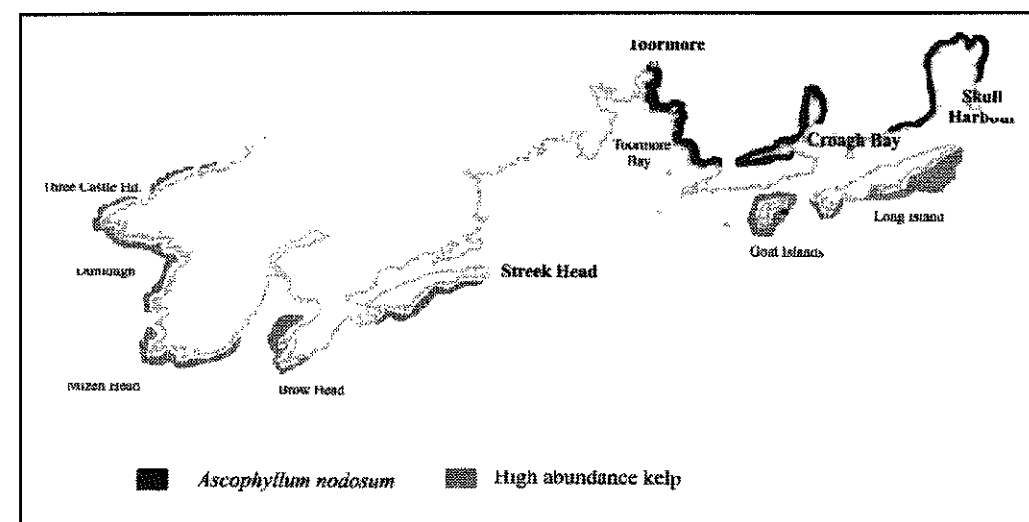 Toormore
Skull
Harbour
Toormore
Bay
Croagh Bay
Three Castle Hd.
Long Island
Goat Islands
Dunlough
Streek Head
Mizen Head
Brow Head
Ascophyllum nodosum
High abundance kelp